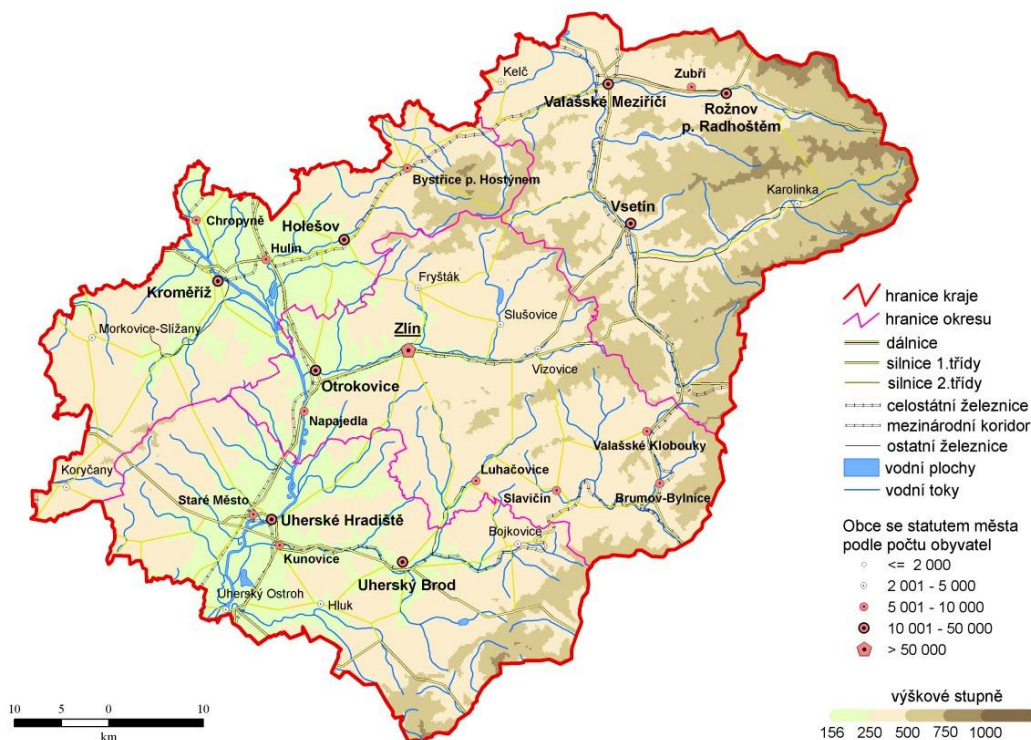 Kelč
Zubří
Valašské Meziříčí
Rožnov
p. Radhoštěm
Bystřice p. Hostýnem
Karolinka
Chropyně
Holešov
Vsetín
Hulín
Fryšták
Kroměříž
Slušovice
Morkovice-Slížany
Zlín
Vizovice
Otrokovice
Napajedla
Valašské Klobouky
Koryčany
Luhačovice
Staré Město
Slavičín
Brumov-Bylnice
Uherské Hradiště
Bojkovice
Kunovice
Uherský Brod
Uherský Ostroh
Hluk
hranice kraje
hranice okresu
dálnice
silnice 1.třídy
silnice 2.třídy
celostátní železnice
mezinárodní koridor
ostatní železnice
vodní plochy
vodní toky
Obce se statutem města
podle počtu obyvatel
<= 2 000
2 001 - 5 000
5 001 - 10 000
10 001 - 50 000
> 50 000
výškové stupně
156 250 500 750 1000
10 5 0 10
km